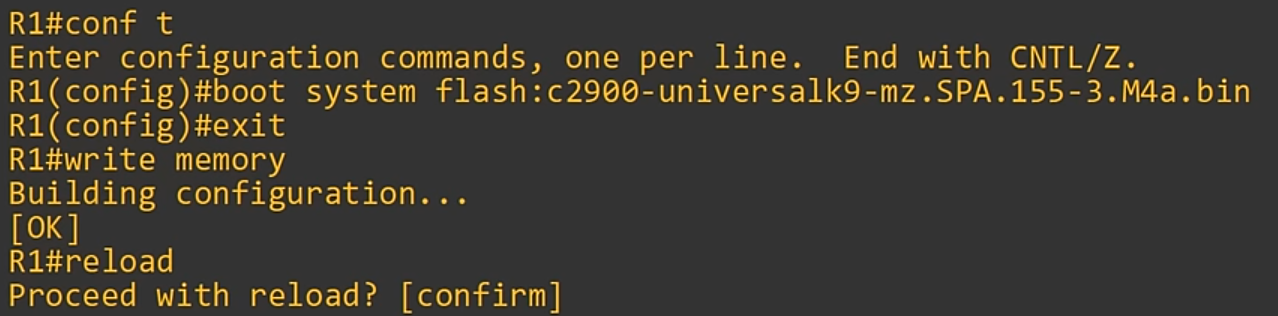 R1#conf t
Enter configuration commands, one per line.  End with CNTL/Z.
R1(config)#boot system flash:c2900-universalk9-mz.SPA.155-3.M4a.bin
R1(config)#exit
R1#write memory
Building configuration...
[OK]
R1#reload
Proceed with reload? [confirm]